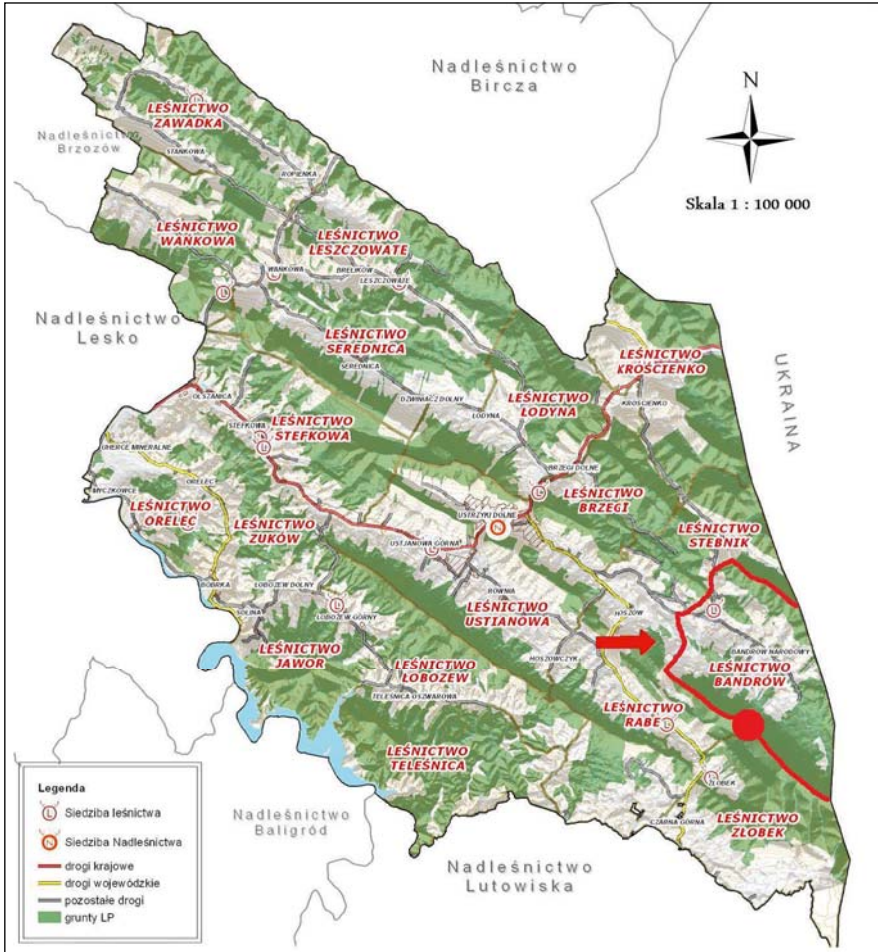 Nadleśnictwo
Bircza
N
Skala 1 : 100 000
LEŚNICTWO
ZAWADKA
Nadleśnictwo
Brzozów
STAŃKOWA
ROPIENKA
LEŚNICTWO
WAŃKOWA
LEŚNICTWO
LESZCZOWATE
WAŃKOWA
BRELIKÓW
LESZCZOWATE
Nadleśnictwo
Lesko
LEŚNICTWO
SEREDNICA
SEREDNICA
LEŚNICTWO
KROŚCIENKO
KROŚCIENKO
UKRAINA
OLSZANICA
DŹWINIACZ DOLNY
ŁODYNA
LEŚNICTWO
ŁODYNA
STEFKOWA
LEŚNICTWO
STEFKOWA
UHERCE MINERALNE
ORELEC
MYCZKOWCE
LEŚNICTWO
ORELEC
BRZEGI DOLNE
LEŚNICTWO
BRZEGI
USTRZYKI DOLNE
N
LEŚNICTWO
ŻUKÓW
USTJANOWA GÓRNA
LEŚNICTWO
STEBNIK
BÓBRKA
SOLINA
ŁOBOZEW DOLNY
ŁOBOZEW GÓRNY
RÓWNIA
LEŚNICTWO
USTIANOWA
HOSZÓW
HOSZOWCZYK
BANDRÓW NARODOWY
LEŚNICTWO
BANDRÓW
LEŚNICTWO
JAWOR
LEŚNICTWO
ŁOBOZEW
TELEŚNICA OSZWAROWA
LEŚNICTWO
RABE
LEŚNICTWO
TELEŚNICA
ŻŁOBEK
CZARNA GÓRNA
LEŚNICTWO
ŻŁOBEK
Nadleśnictwo
Baligród
Nadleśnictwo
Lutowiska
Legenda
L Siedziba leśnictwa
N Siedziba Nadleśnictwa
drogi krajowe
drogi wojewódzkie
pozostałe drogi
grunty LP